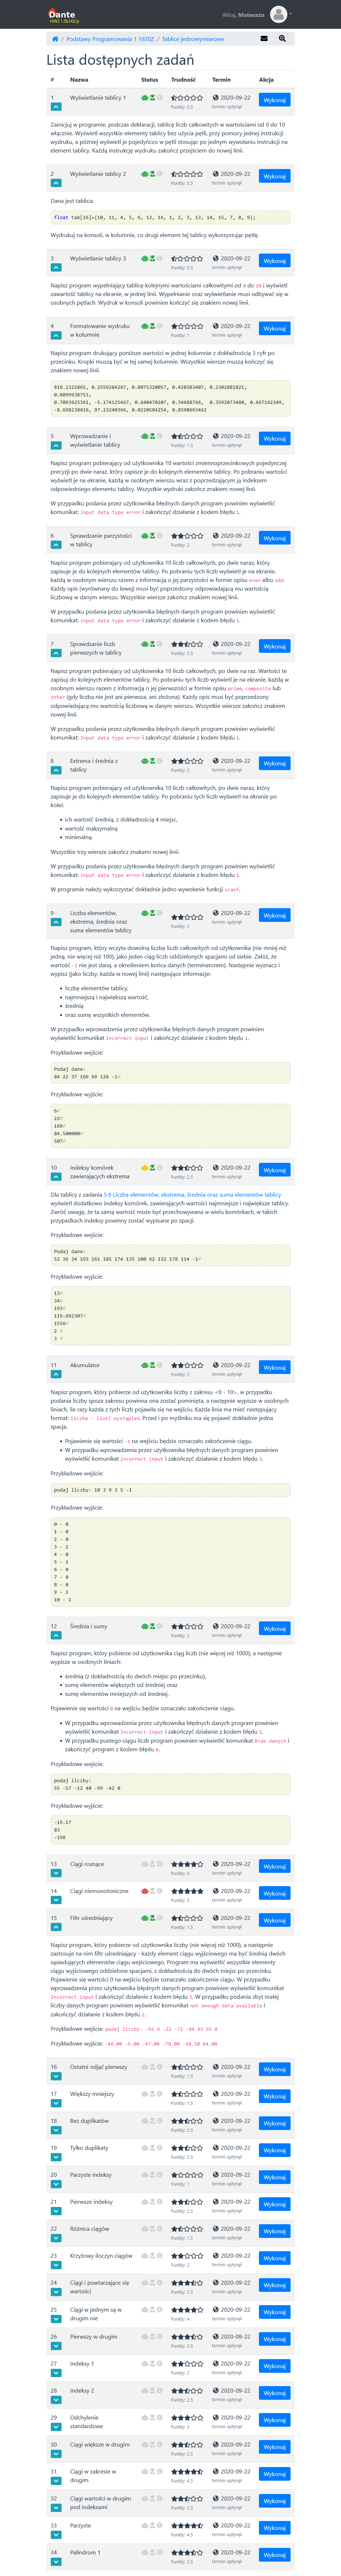 Dante
Witaj, Mateuszu
/ Podstawy Programowania 1 1920Z / Tablice jednowymiarowe
Lista dostępnych zadań
# Nazwa Status Trudność Termin Akcja
1 Wyświetlanie tablicy 1 2020-09-22 Wykonaj
Punkty: 0.5 termin upłynął
Zainicjuj w programie, podczas deklaracji, tablicę liczb całkowitych w wartościami od 0 do 10
włącznie. Wyświetl wszystkie elementy tablicy bez użycia pętli, przy pomocy jednej instrukcji
wydruku, a później wyświetl je pojedynczo w pętli stosując po jednym wywołaniu instrukcji na
element tablicy. Każdą instrukcję wydruku zakończ przejściem do nowej linii.
2 Wyświetlanie tablicy 2 2020-09-22 Wykonaj
Punkty: 0.5 termin upłynął
Dana jest tablica:
float tab[16]={10, 11, 4, 5, 6, 12, 16, 1, 2, 3, 13, 14, 15, 7, 8, 9};
Wydrukuj na konsoli, w kolumnie, co drugi element tej tablicy wykorzystując pętlę.
3 Wyświetlanie tablicy 3 2020-09-22 Wykonaj
Punkty: 0.5 termin upłynął
Napisz program wypełniający tablicę kolejnymi wartościami całkowitymi od 0 do 10 i wyświetl
zawartość tablicy na ekranie, w jednej linii. Wypełnianie oraz wyświetlanie musi odbywać się w
dwóch odrębnych pętlach. Wydruk w konsoli powinien kończyć się znakiem nowej linii.
4 Formatowanie wydruku 2020-09-22 Wykonaj
w kolumnie Punkty: 1 termin upłynął
Napisz program drukujący poniższe wartości w jednej kolumnie z dokładnością 3 cyfr po
przecinku. Kropki muszą być w tej samej kolumnie. Wszystkie wiersze muszą kończyć się
znakiem nowej linii.
818.2322865, 0.2559284267, 0.8075320057, 0.420383407, 0.2302881021,
0.8099938753,
0.7093625361, -5.174125467, 0.640470207, 0.34488766, 0.3592073480, 0.667142349,
-8.698238416, 97.23240366, 0.0220584254, 0.8590693462
5 Wprowadzanie i 2020-09-22 Wykonaj
wyświetlanie tablicy Punkty: 1.5 termin upłynął
Napisz program pobierający od użytkownika 10 wartości zmiennoprzecinkowych pojedynczej
precyzji po dwie naraz, który zapisze je do kolejnych elementów tablicy. Po pobraniu wartości
wyświetl je na ekranie, każdą w osobnym wierszu wraz z poprzedzającym ją indeksem
odpowiedniego elementu tablicy. Wszystkie wydruki zakończ znakiem nowej linii.
W przypadku podania przez użytkownika błędnych danych program powinien wyświetlić
komunikat: Input data type error i zakończyć działanie z kodem błędu 1.
6 Sprawdzanie parzystości 2020-09-22 Wykonaj
w tablicy Punkty: 2 termin upłynął
Napisz program pobierający od użytkownika 10 liczb całkowitych, po dwie naraz, który
zapisuje je do kolejnych elementów tablicy. Po pobraniu tych liczb wyświetl je na ekranie,
każdą w osobnym wierszu razem z informacją o jej parzystości w formie opisu even albo odd.
Każdy opis (wyrównany do lewej) musi być poprzedzony odpowiadającą mu wartością
liczbową w danym wierszu. Wszystkie wiersze zakończ znakiem nowej linii.
W przypadku podania przez użytkownika błędnych danych program powinien wyświetlić
komunikat: Input data type error i zakończyć działanie z kodem błędu 1.
7 Sprawdzanie liczb 2020-09-22 Wykonaj
pierwszych w tablicy Punkty: 2.5 termin upłynął
Napisz program pobierający od użytkownika 10 liczb całkowitych, po dwie na raz. Wartości te
zapisuj do kolejnych elementów tablicy. Po pobraniu tych liczb wyświetl je na konsole, każdą w
osobnym wierszu razem z informacją o jej pierwszości w formie opisu prime, composite lub
other (gdy liczba nie jest ani pierwsza, ani złożona). Każdy opis musi być poprzedzony
odpowiadającą mu wartością liczbową w danym wierszu. Wszystkie wiersze zakończ znakiem
nowej linii.
W przypadku podania przez użytkownika błędnych danych program powinien wyświetlić
komunikat: Input data type error i zakończyć działanie z kodem błędu 1.
8 Extrema i średnia z 2020-09-22 Wykonaj
tablicy Punkty: 2 termin upłynął
Napisz program pobierający od użytkownika 10 liczb całkowitych, po dwie naraz, który
zapisze je do kolejnych elementów tablicy. Po pobraniu tych liczb wyświetl na ekranie po
kolei:
• ich wartość średnią, z dokładnością 4 miejsc,
• wartość maksymalną
• minimalną.
Wszystkie trzy wiersze zakończ znakami nowej linii.
W przypadku podania przez użytkownika błędnych danych program powinien wyświetlić
komunikat: Input data type error i zakończyć działanie z kodem błędu 1.
W programie należy wykorzystać dokładnie jedno wywołanie funkcji scanf.
9 Liczba elementów, 2020-09-22 Wykonaj
ekstrema, średnia oraz termin upłynął
suma elementów tablicy Punkty: 2
Napisz program, który wczyta dowolną liczbę liczb całkowitych od użytkownika (nie mniej niż
jedną, nie więcej niż 100), jako jeden ciąg liczb oddzielonych spacjami od siebie. Załóż, że
wartość -1 nie jest daną, a określeniem końca danych (terminatorem). Następnie wyznacz i
wypisz (jako liczby, każda w nowej linii) następujące informacje:
• liczbę elementów tablicy,
• najmniejszą i największą wartość,
• średnią
• oraz sumę wszystkich elementów.
W przypadku wprowadzenia przez użytkownika błędnych danych program powinien
wyświetlić komunikat Incorrect input i zakończyć działanie z kodem błędu 1.
Przykładowe wejście:
Podaj dane:
84 22 37 169 69 126 -1⏎
Przykładowe wyjście:
6⏎
22⏎
169⏎
84.500000⏎
507⏎
10 Indeksy komórek 2020-09-22 Wykonaj
zawierających ekstrema Punkty: 2.5 termin upłynął
Dla tablicy z zadania 5.9 Liczba elementów, ekstrema, średnia oraz suma elementów tablicy
wyświetl dodatkowo indeksy komórek, zawierających wartości najmniejsze i największe tablicy.
Zwróć uwagę, że ta sama wartość może być przechowywana w wielu komórkach, w takich
przypadkach indeksy powinny zostać wypisane po spacji.
Przykładowe wejście:
Podaj dane:
52 36 34 193 161 185 174 135 100 62 132 178 114 -1⏎
Przykładowe wyjście:
13⏎
34⏎
193⏎
119.692307⏎
1556⏎
2 ⏎
3 ⏎
11 Akumulator 2020-09-22 Wykonaj
Punkty: 2 termin upłynął
Napisz program, który pobierze od użytkownika liczby z zakresu <0 - 10>, w przypadku
podania liczby spoza zakresu powinna ona zostać pominięta, a następnie wypisze w osobnych
liniach, ile razy każda z tych liczb pojawiła się na wejściu. Każda linia ma mieć następujący
format: liczba - ilość wystąpień. Przed i po myślniku ma się pojawić dokładnie jedna
spacja.
• Pojawienie się wartości -1 na wejściu będzie oznaczało zakończenie ciągu.
• W przypadku wprowadzenia przez użytkownika błędnych danych program powinien
wyświetlić komunikat Incorrect input i zakończyć działanie z kodem błędu 1.
Przykładowe wejście:
podaj liczby: 10 3 9 3 5 -1
Przykładowe wyjście:
0 - 0
1 - 0
2 - 0
3 - 2
4 - 0
5 - 1
6 - 0
7 - 0
8 - 0
9 - 1
10 - 1
12 Średnia i sumy 2020-09-22 Wykonaj
Punkty: 2 termin upłynął
Napisz program, który pobierze od użytkownika ciąg liczb (nie więcej niż 100), a następnie
wypisze w osobnych liniach:
• średnią (z dokładnością do dwóch miejsc po przecinku),
• sumę elementów większych od średniej oraz
• sumę elementów mniejszych od średniej.
Pojawienie się wartości 0 na wejściu będzie oznaczało zakończenie ciągu.
• W przypadku wprowadzenia przez użytkownika błędnych danych program powinien
wyświetlić komunikat Incorrect input i zakończyć działanie z kodem błędu 1.
• W przypadku pustego ciągu liczb program powinien wyświetlić komunikat Brak danych i
zakończyć program z kodem błędu 0.
Przykładowe wejście:
podaj liczby:
55 -57 -12 40 -99 -42 0
Przykładowe wyjście:
-19.17
83
-198
13 Ciągi rosnące 2020-09-22 Wykonaj
Punkty: 4 termin upłynął
14 Ciągi niemonotoniczne 2020-09-22 Wykonaj
Punkty: 5 termin upłynął
15 Filtr uśredniający 2020-09-22 Wykonaj
Punkty: 1.5 termin upłynął
Napisz program, który pobierze od użytkownika ciąg liczb (nie więcej niż 1000), a następnie
zastosuje na nim filtr uśredniający - każdy element ciągu wyjściowego ma być średnią dwóch
sąsiadujących elementów ciągu wejściowego. Program ma wyświetlić wszystkie elementy
ciągu wyjściowego oddzielone spacjami, z dokładnością do dwóch miejsc po przecinku.
Pojawienie się wartości 0 na wejściu będzie oznaczało zakończenie ciągu. W przypadku
wprowadzenia przez użytkownika błędnych danych program powinien wyświetlić komunikat
Incorrect input i zakończyć działanie z kodem błędu 1. W przypadku podania zbyt małej
liczby danych program powinien wyświetlić komunikat not enough data available i
zakończyć działanie z kodem błędu 2.
Przykładowe wejście: podaj liczby: -92 4 -22 -72 -84 63 65 0
Przykładowe wyjście: -44.00 -9.00 -47.00 -78.00 -10.50 64.00
16 Ostatni odjąć pierwszy 2020-09-22 Wykonaj
Punkty: 1.5 termin upłynął
17 Większy mniejszy 2020-09-22 Wykonaj
Punkty: 1.5 termin upłynął
18 Bez duplikatów 2020-09-22 Wykonaj
Punkty: 2.5 termin upłynął
19 Tylko duplikaty 2020-09-22 Wykonaj
Punkty: 2.5 termin upłynął
20 Parzyste indeksy 2020-09-22 Wykonaj
Punkty: 1 termin upłynął
21 Pierwsze indeksy 2020-09-22 Wykonaj
Punkty: 2.5 termin upłynął
22 Różnica ciągów 2020-09-22 Wykonaj
Punkty: 1.5 termin upłynął
23 Krzyżowy iloczyn ciągów 2020-09-22 Wykonaj
Punkty: 2 termin upłynął
24 Ciągi i powtarzające się 2020-09-22 Wykonaj
wartości Punkty: 3.5 termin upłynął
25 Ciągi w jednym są w 2020-09-22 Wykonaj
drugim nie Punkty: 4 termin upłynął
26 Pierwszy w drugim 2020-09-22 Wykonaj
Punkty: 3.5 termin upłynął
27 Indeksy 1 2020-09-22 Wykonaj
Punkty: 2 termin upłynął
28 Indeksy 2 2020-09-22 Wykonaj
Punkty: 2.5 termin upłynął
29 Odchylenie 2020-09-22 Wykonaj
standardowe Punkty: 3 termin upłynął
30 Ciągi większe w drugim 2020-09-22 Wykonaj
Punkty: 2.5 termin upłynął
31 Ciągi w zakresie w 2020-09-22 Wykonaj
drugim Punkty: 4.5 termin upłynął
32 Ciągi wartości w drugim 2020-09-22 Wykonaj
pod indeksami Punkty: 2.5 termin upłynął
33 Parzyste 2020-09-22 Wykonaj
Punkty: 4.5 termin upłynął
34 Palindrom 1 2020-09-22 Wykonaj
Punkty: 3.5 termin upłynął